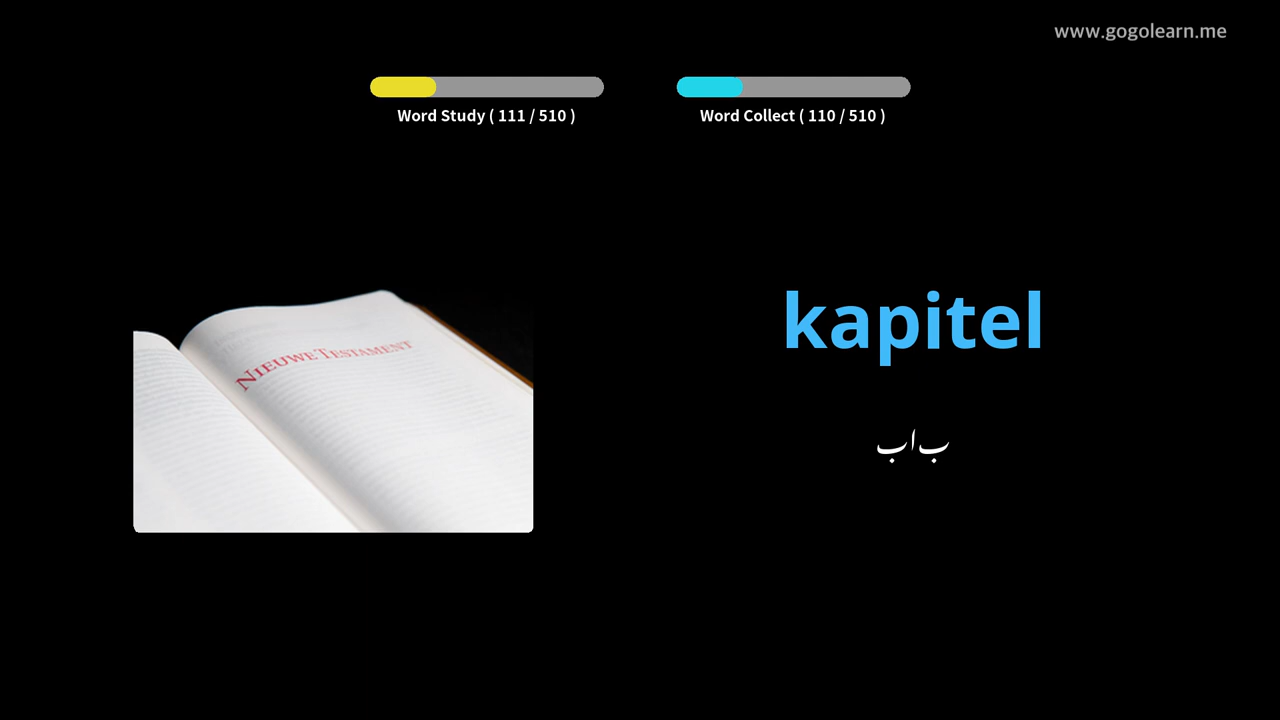 www.gogolearn.me
Word Study ( 111 / 510 )
Word Collect ( 110 / 510 )
NIEUWE TESTAMENT
kapitel
باب